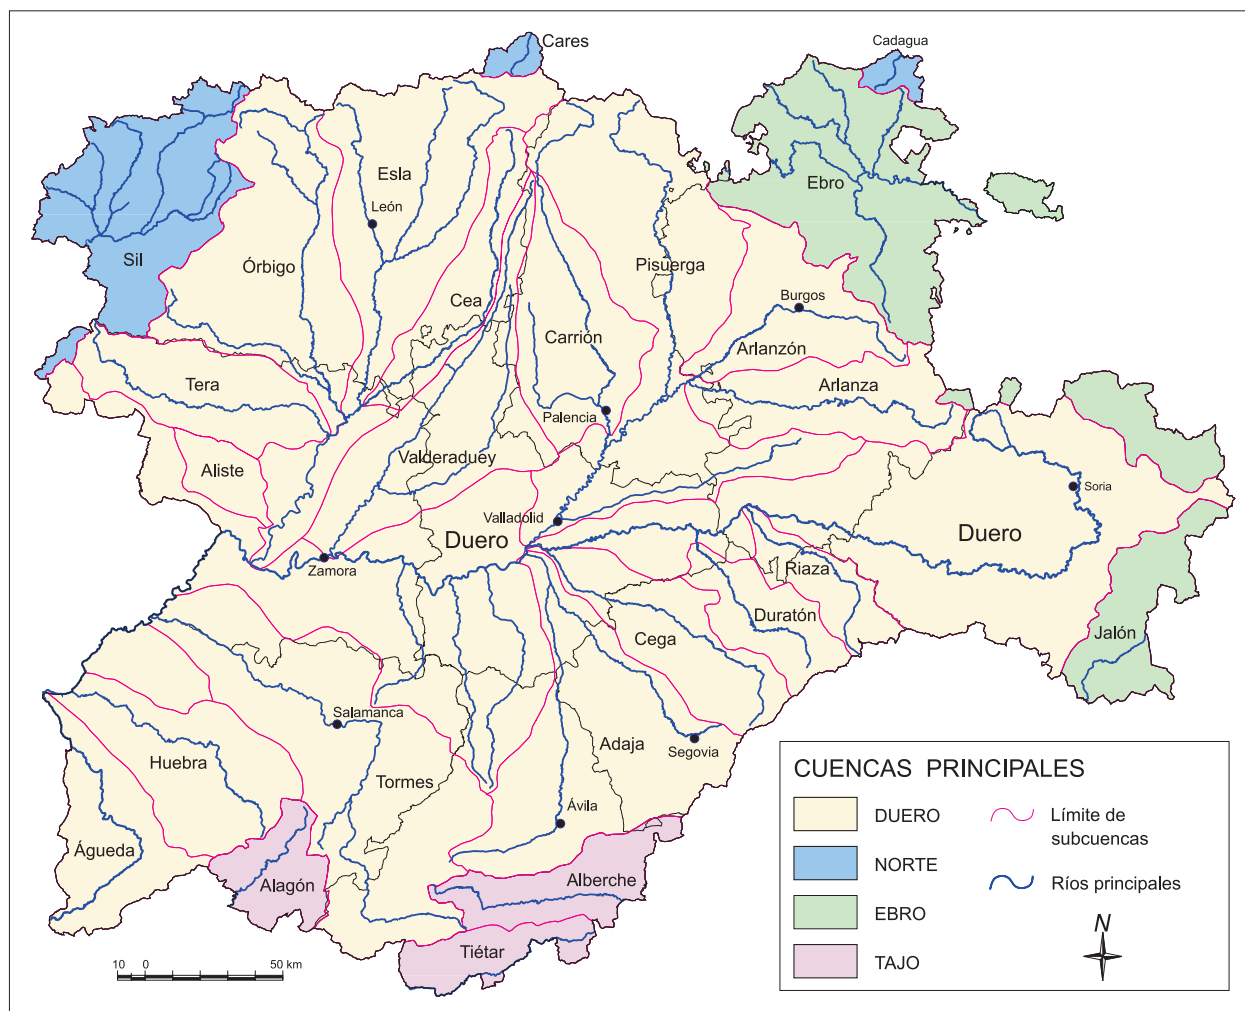 Cares
Cadagua
Esla
León
Ebro
Sil
Órbigo
Pisuerga
Cea
Burgos
Carrión
Arlanzón
Tera
Arlanza
Palencia
Aliste
Valderaduey
Soria
Valladolid
Duero
Duero
Zamora
Riaza
Duratón
Cega
Jalón
Salamanca
Segovia
Adaja
Huebra
Tormes
Ávila
Águeda
Alagón
Alberche
Tiétar
CUENCAS PRINCIPALES
DUERO
NORTE
EBRO
TAJO
Límite de
subcuencas
Ríos principales
N
10 0 50 km